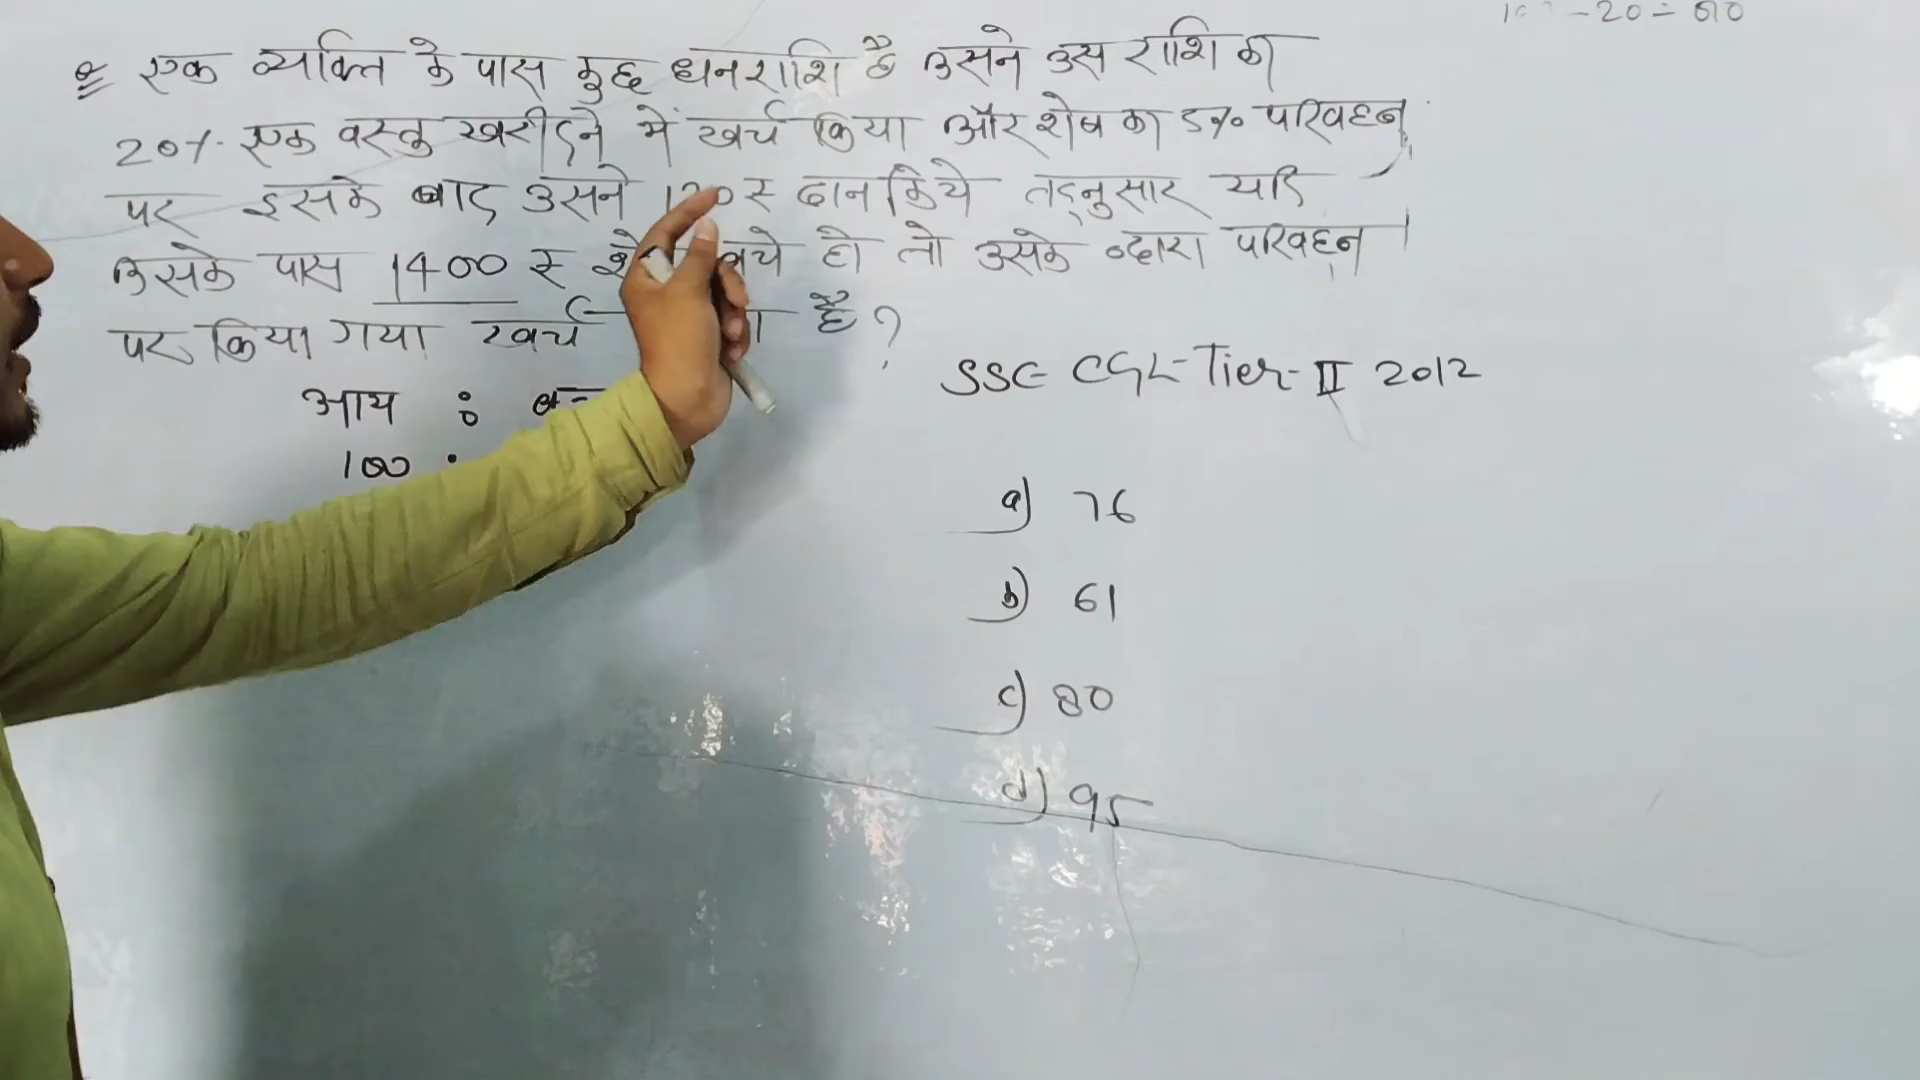 100 - 20 = 80
Q एक व्यक्ति के पास कुछ धनराशि है उसने उस राशि का
20% एक वस्तु खरीदने में खर्च किया और शेष का 5% परिवहन
पर इसके बाद उसने 120 रु दान किये तद्नुसार यदि
उसके पास 1400 रु बचे हो तो उसके व्दारा परिवहन
पर किया गया खर्च है ?
SSC CGL-Tier-II 2012
आय :
100 :
a) 76
b) 61
c) 80
d) 95